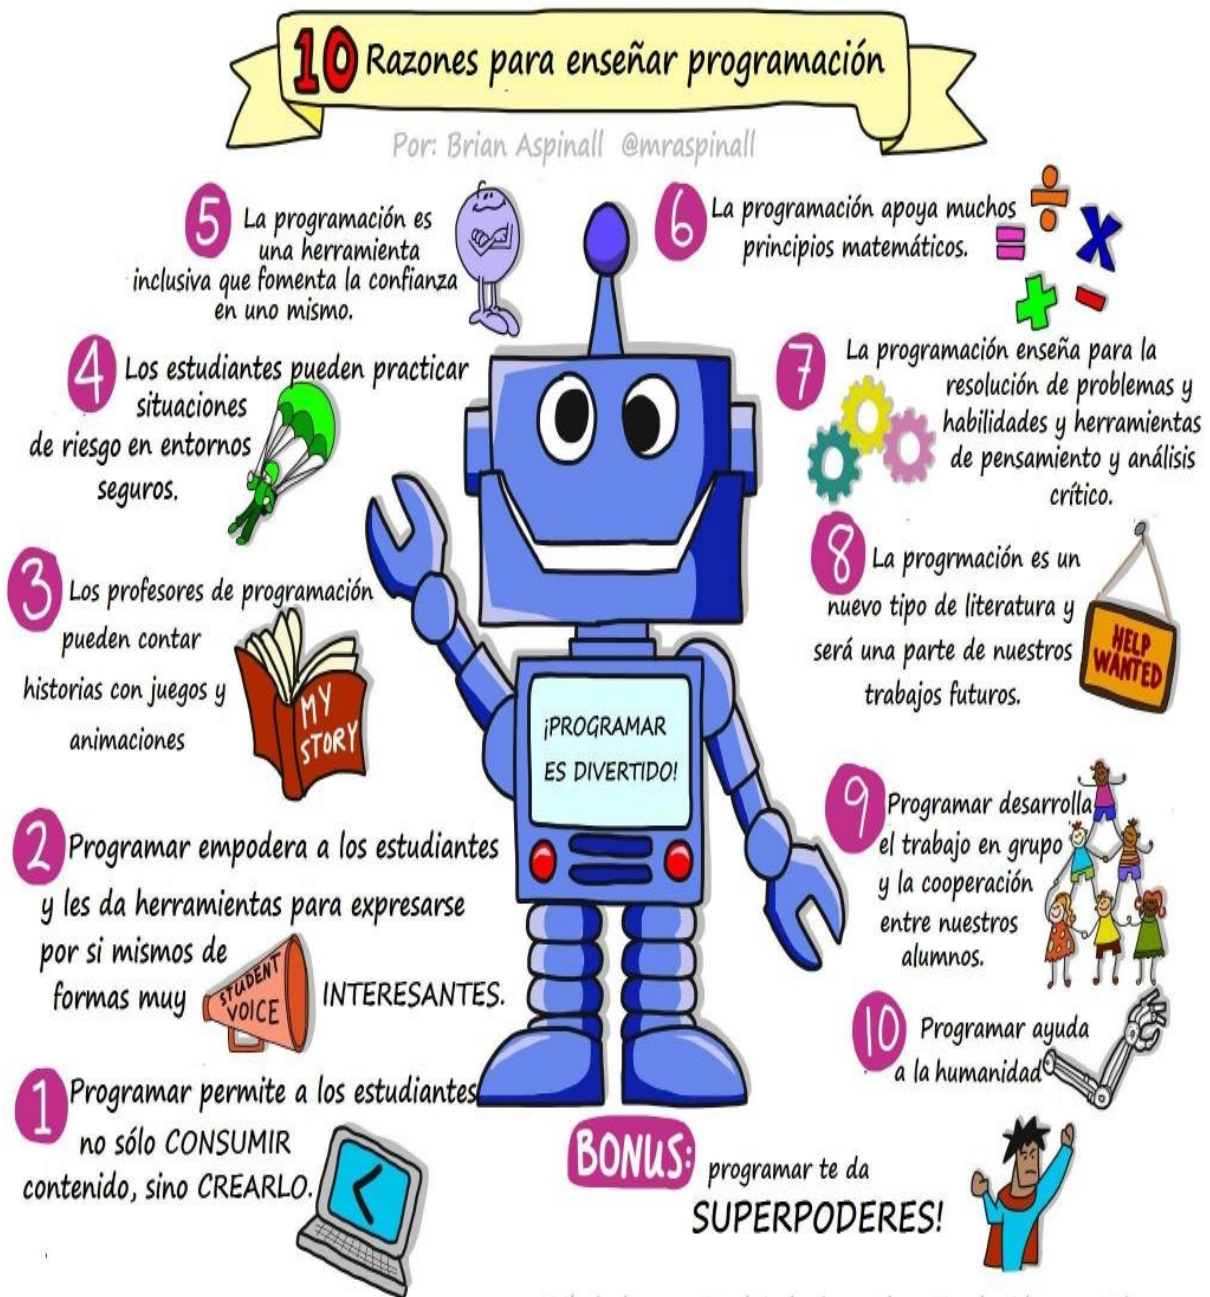 10 Razones para enseñar programación
Por: Brian Aspinall @mraspinall
1
Programar permite a los estudiantes
no sólo CONSUMIR
contenido, sino CREARLO.
2
Programar empodera a los estudiantes
y les da herramientas para expresarse
por si mismos de
formas muy
STUDENT
VOICE
INTERESANTES.
3
Los profesores de programación
pueden contar
historias con juegos y
animaciones
MY
STORY
4
Los estudiantes pueden practicar
situaciones
de riesgo en entornos
seguros.
5
La programación es
una herramienta
inclusiva que fomenta la confianza
en uno mismo.
¡PROGRAMAR
ES DIVERTIDO!
6
La programación apoya muchos
principios matemáticos.
7
La programación enseña para la
resolución de problemas y
habilidades y herramientas
de pensamiento y análisis
crítico.
8
La progrmación es un
nuevo tipo de literatura y
será una parte de nuestros
trabajos futuros.
HELP
WANTED
9
Programar desarrolla
el trabajo en grupo
y la cooperación
entre nuestros
alumnos.
10
Programar ayuda
a la humanidad
BONUS:
programar te da
SUPERPODERES!